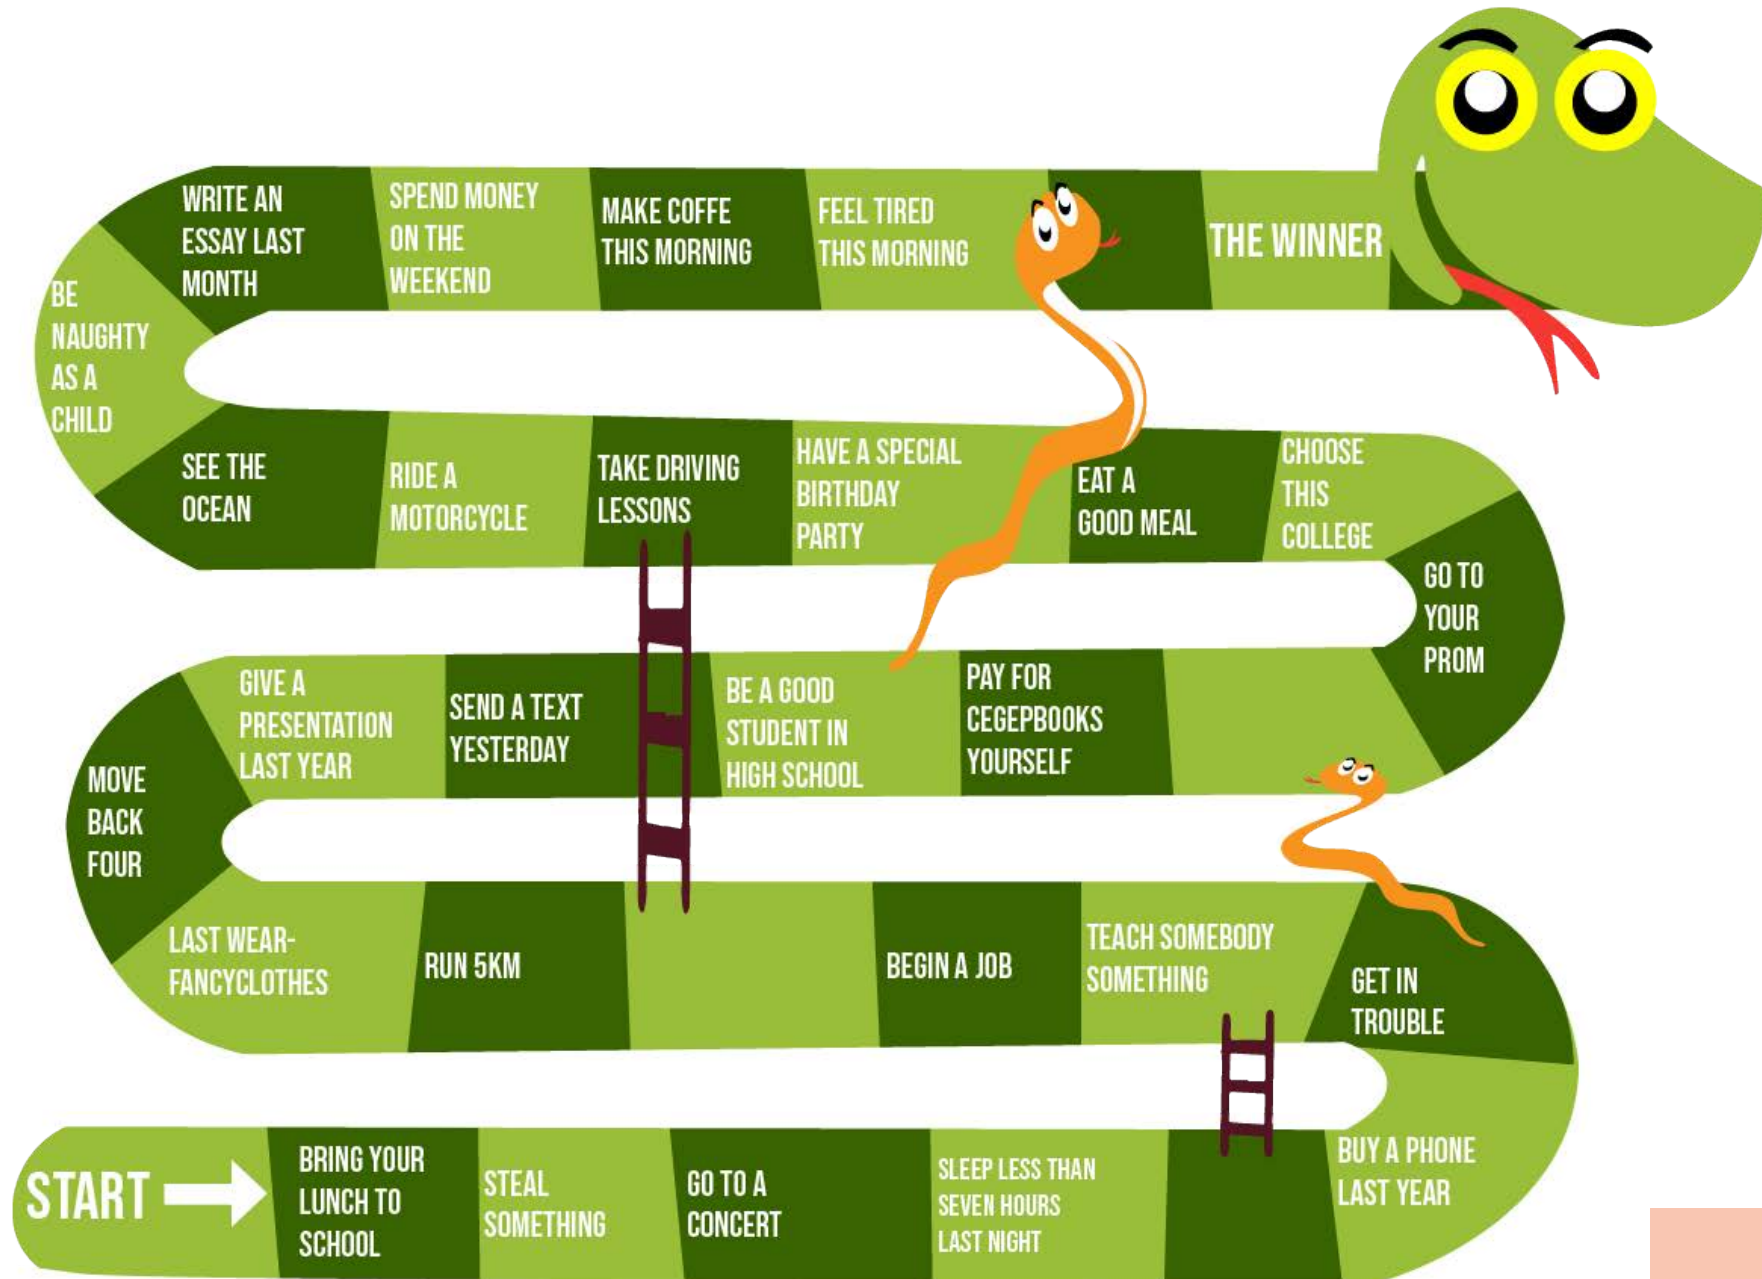 WRITE AN
ESSAY LAST
MONTH
SPEND MONEY
ON THE
WEEKEND
MAKE COFFE
THIS MORNING
FEEL TIRED
THIS MORNING
THE WINNER
BE
NAUGHTY
AS A
CHILD
SEE THE
OCEAN
RIDE A
MOTORCYCLE
TAKE DRIVING
LESSONS
HAVE A SPECIAL
BIRTHDAY
PARTY
EAT A
GOOD MEAL
CHOOSE
THIS
COLLEGE
GO TO
YOUR
PROM
GIVE A
PRESENTATION
LAST YEAR
SEND A TEXT
YESTERDAY
BE A GOOD
STUDENT IN
HIGH SCHOOL
PAY FOR
CEGEPBOOKS
YOURSELF
MOVE
BACK
FOUR
LAST WEAR-
FANCYCLOTHES
RUN 5KM
BEGIN A JOB
TEACH SOMEBODY
SOMETHING
GET IN
TROUBLE
START
BRING YOUR
LUNCH TO
SCHOOL
STEAL
SOMETHING
GO TO A
CONCERT
SLEEP LESS THAN
SEVEN HOURS
LAST NIGHT
BUY A PHONE
LAST YEAR